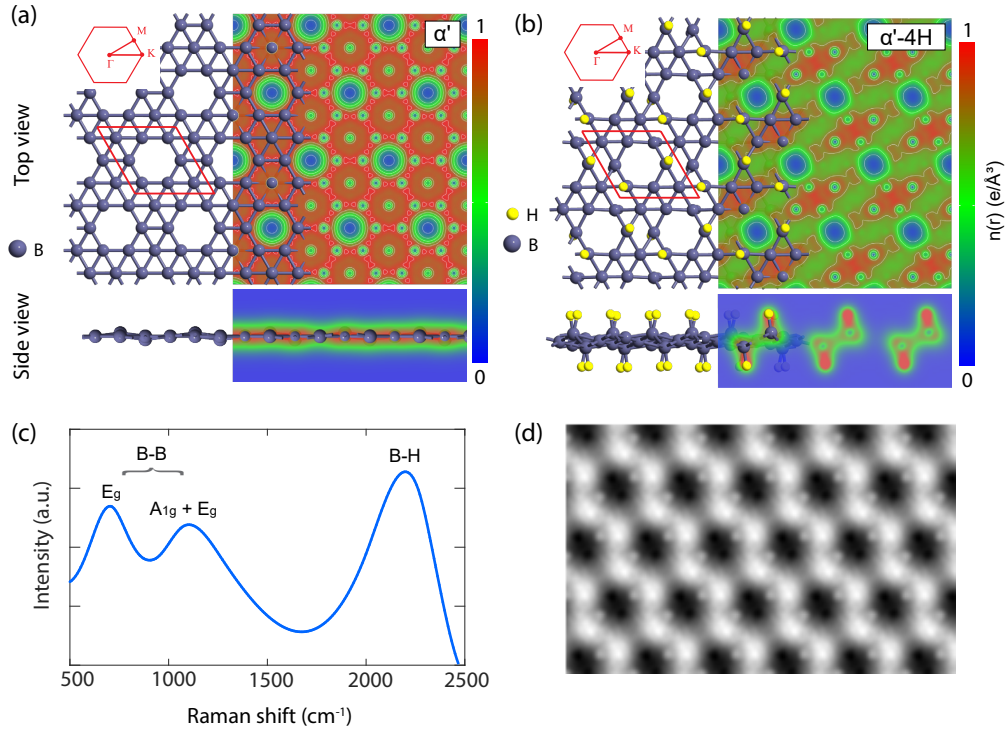 (a)
M
K
Γ
α'
1
0
Top view
Side view
B
(b)
M
K
Γ
α'-4H
1
0
n(r) (e/Å³)
H
B
(c)
B-B
Eg
A1g + Eg
B-H
Intensity (a.u.)
500 1000 1500 2000 2500
Raman shift (cm⁻¹)
(d)